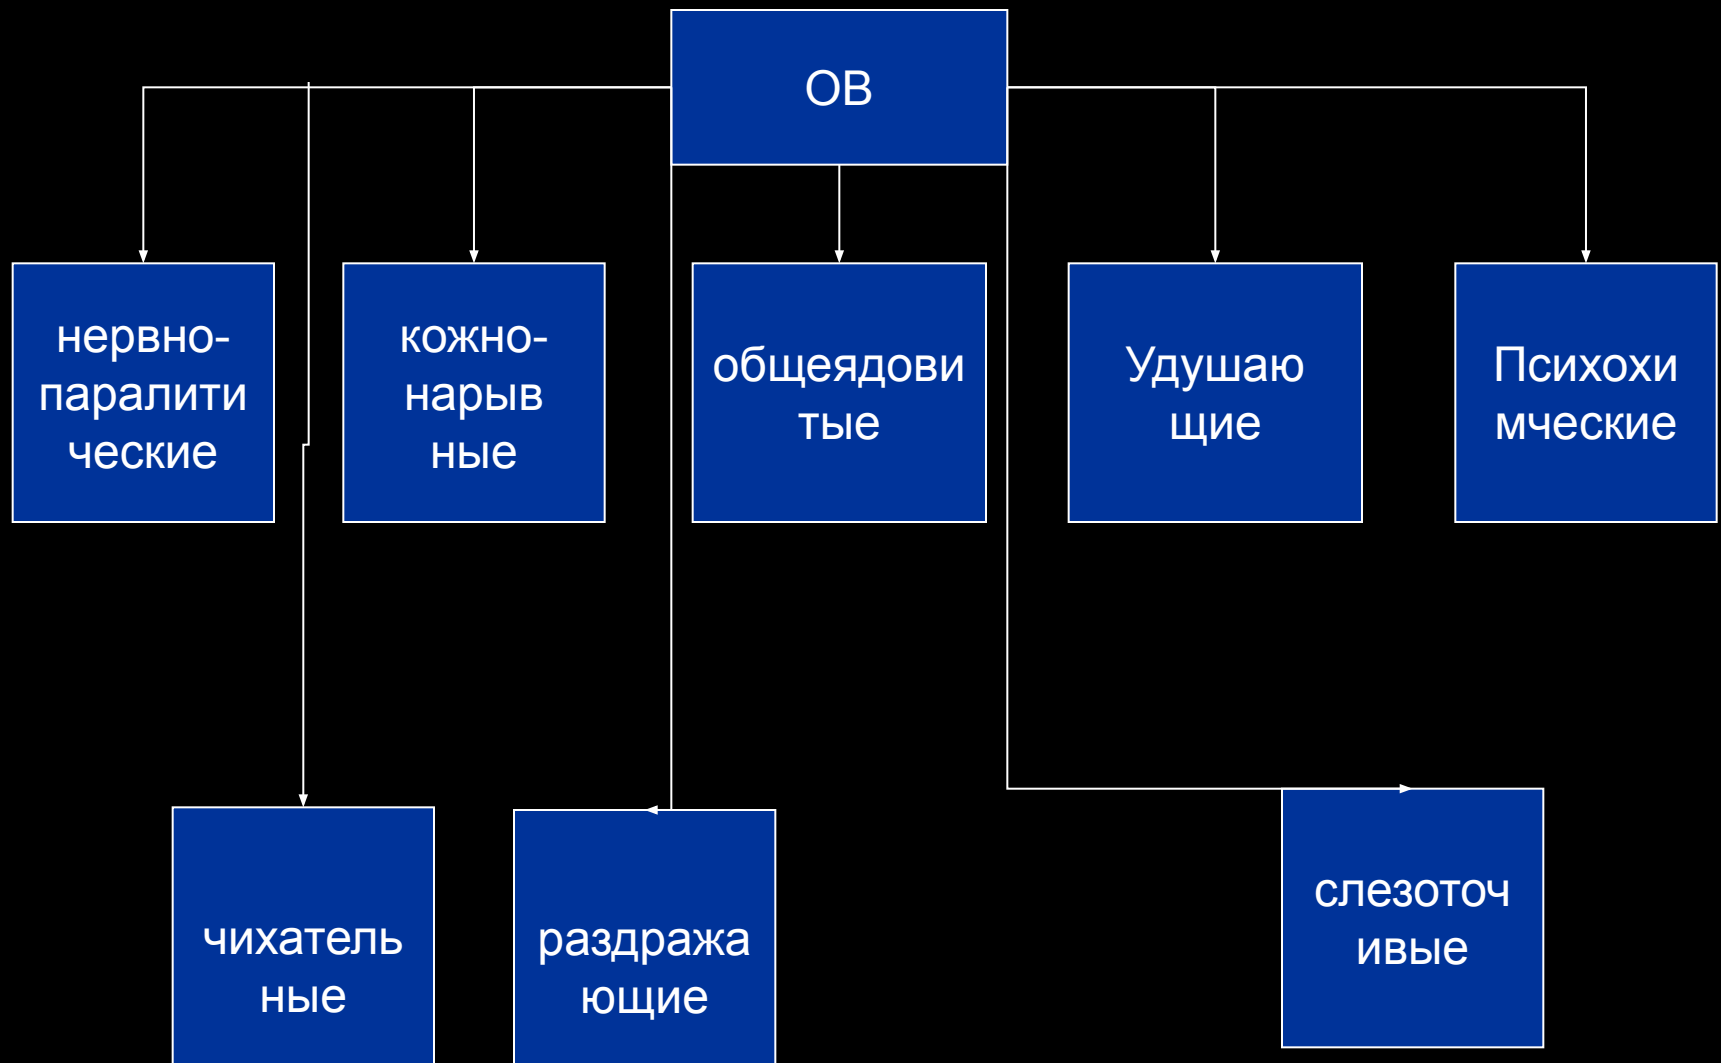 ОВ
нервно-
паралити
ческие
кожно-
нарыв
ные
общеядови
тые
Удушаю
щие
Психохи
мческие
чихатель
ные
раздража
ющие
слезоточ
ивые